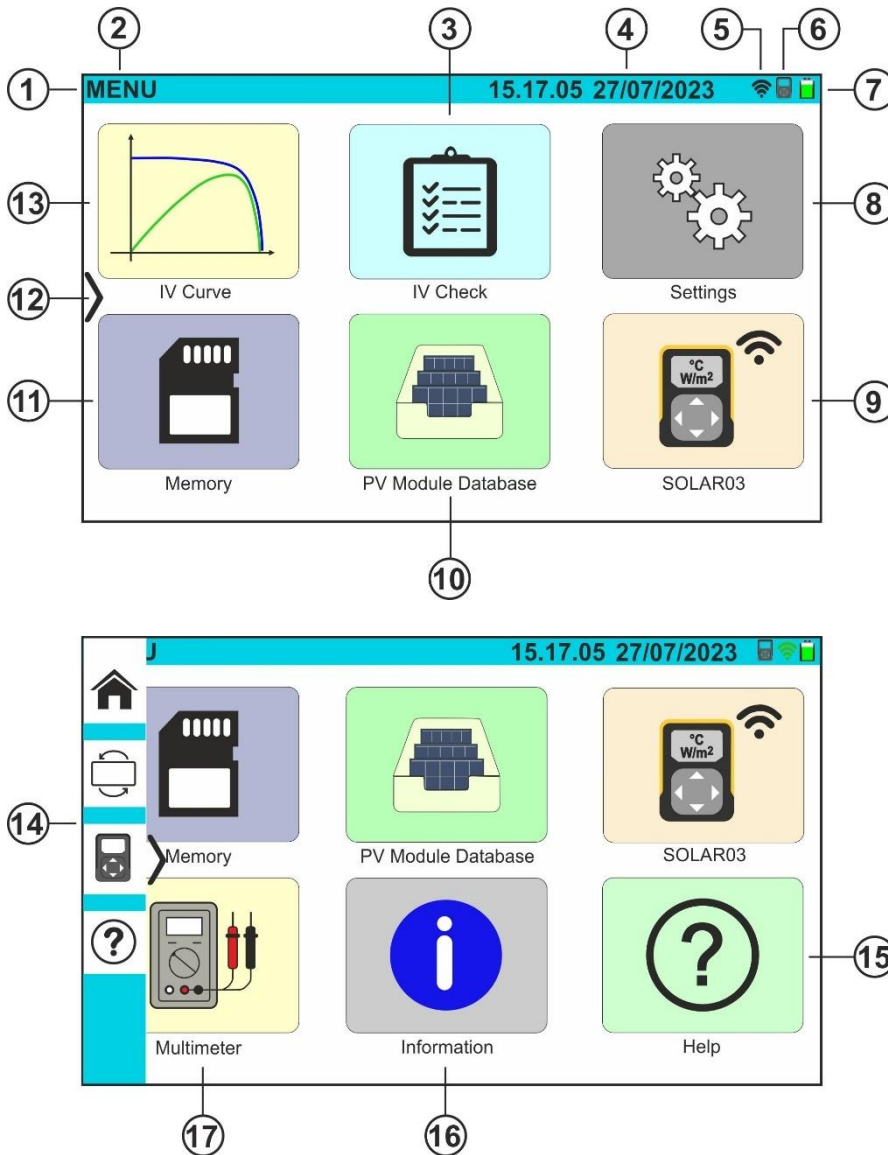 2 3 4 5 6
1 MENU 15.17.05 27/07/2023 7
13 8
IV Curve IV Check Settings
12
°C
W/m2
11 9
Memory PV Module Database SOLAR03
10
U 15.17.05 27/07/2023
°C
W/m2
14
Memory PV Module Database SOLAR03
? i ? 15
Multimeter Information Help
17 16